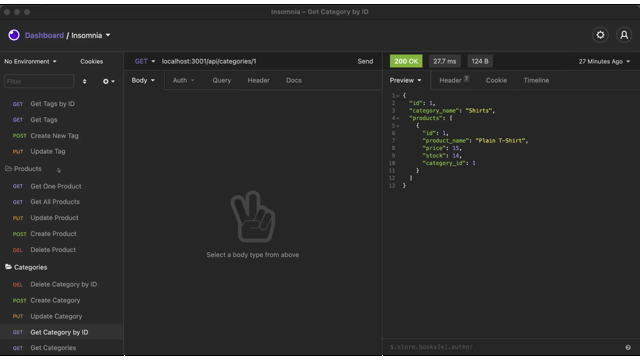 Insomnia – Get Category by ID
Dashboard / Insomnia
No Environment
Cookies
GET localhost:3001/api/categories/1 Send
200 OK 27.7 ms 124 B 27 Minutes Ago
Filter
Body Auth Query Header Docs
Preview Header 7 Cookie Timeline
GET Get Tags by ID
GET Get Tags
POST Create New Tag
PUT Update Tag
Products
GET Get One Product
GET Get All Products
PUT Update Product
POST Create Product
DEL Delete Product
Categories
DEL Delete Category by ID
POST Create Category
PUT Update Category
GET Get Category by ID
GET Get Categories
Select a body type from above
1 {
2 "id": 1,
3 "category_name": "Shirts",
4 "products": [
5 {
6 "id": 1,
7 "product_name": "Plain T-Shirt",
8 "price": 15,
9 "stock": 14,
10 "category_id": 1
11 }
12 ]
13 }
$.store.books[*].author